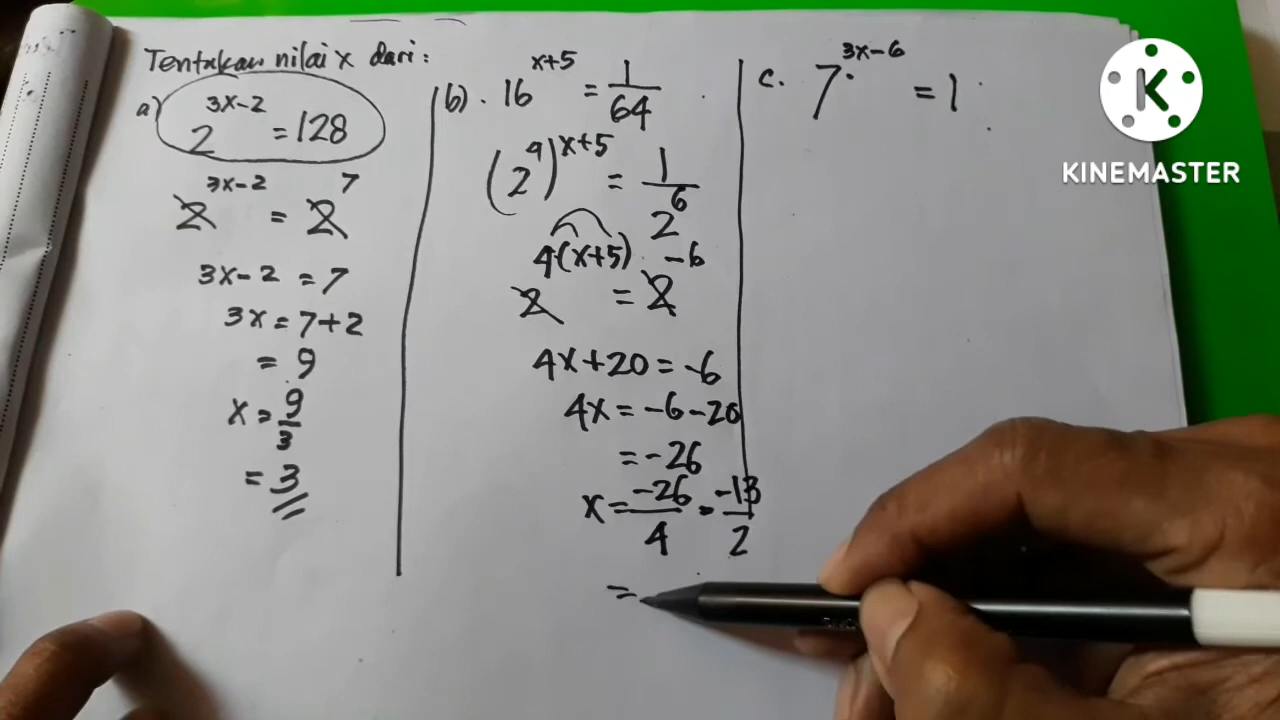 Tentukan nilai x dari:
a) 2^{3x-2} = 128
2^{3x-2} = 2^7
3x-2 = 7
3x = 7+2
= 9
x = 9/3
= 3
b). 16^{x+5} = 1/64
(2^4)^{x+5} = 1/2^6
2^{4(x+5)} = 2^{-6}
4x+20 = -6
4x = -6-20
= -26
x = -26/4 = -13/2
=
c. 7^{3x-6} = 1
K
KINEMASTER